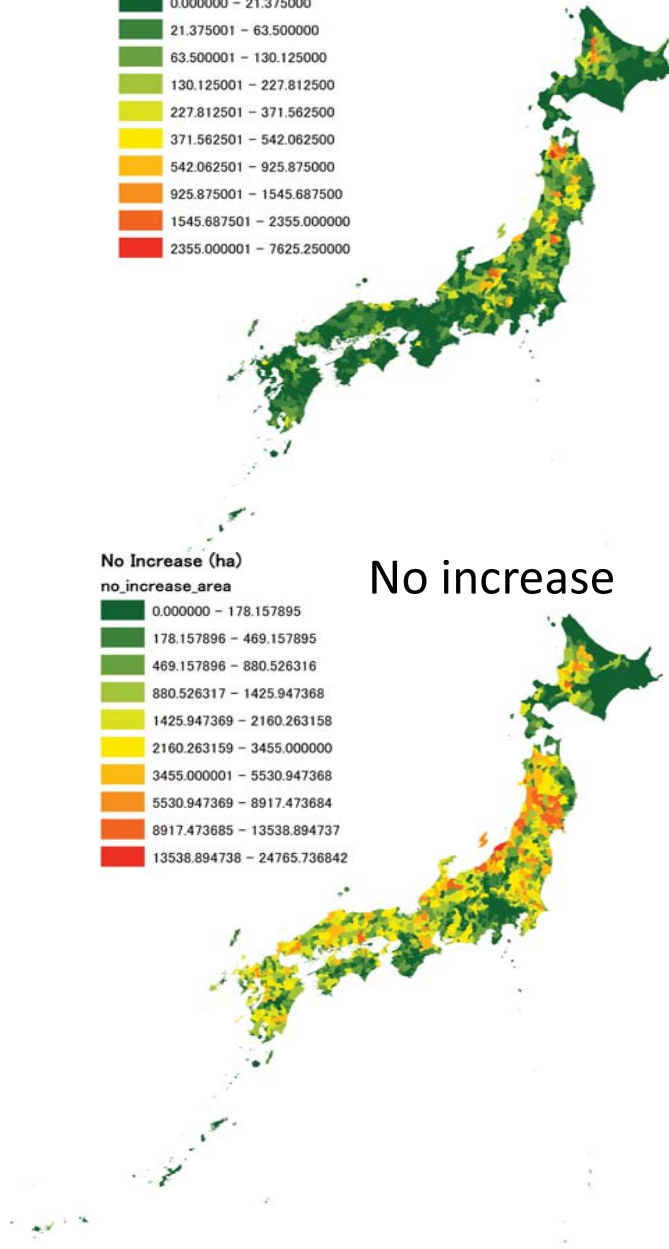 0.000000 – 21.375000
21.375001 – 63.500000
63.500001 – 130.125000
130.125001 – 227.812500
227.812501 – 371.562500
371.562501 – 542.062500
542.062501 – 925.875000
925.875001 – 1545.687500
1545.687501 – 2355.000000
2355.000001 – 7625.250000
No Increase (ha)
No increase
no_increase_area
0.000000 – 178.157895
178.157896 – 469.157895
469.157896 – 880.526316
880.526317 – 1425.947368
1425.947369 – 2160.263158
2160.263159 – 3455.000000
3455.000001 – 5530.947368
5530.947369 – 8917.473684
8917.473685 – 13538.894737
13538.894738 – 24765.736842